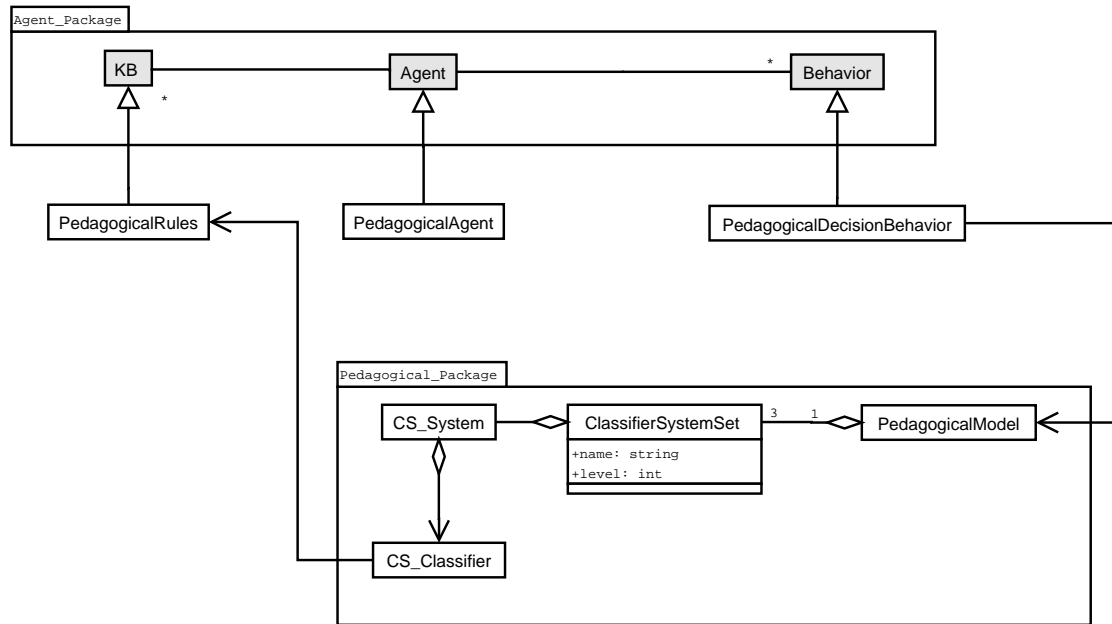 Agent_Package
KB
Agent
Behavior
*
*
PedagogicalRules
PedagogicalAgent
PedagogicalDecisionBehavior
Pedagogical_Package
CS_System
ClassifierSystemSet
3
1
PedagogicalModel
+name: string
+level: int
CS_Classifier